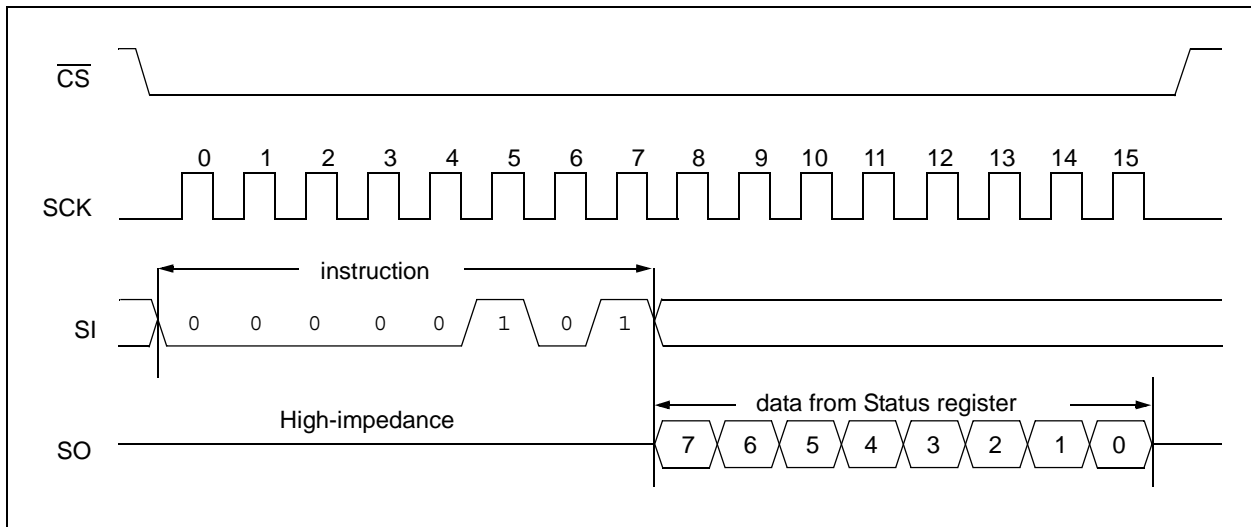 CS
0 1 2 3 4 5 6 7 8 9 10 11 12 13 14 15
SCK
instruction
SI
0 0 0 0 0 1 0 1
data from Status register
High-impedance
SO
7 6 5 4 3 2 1 0